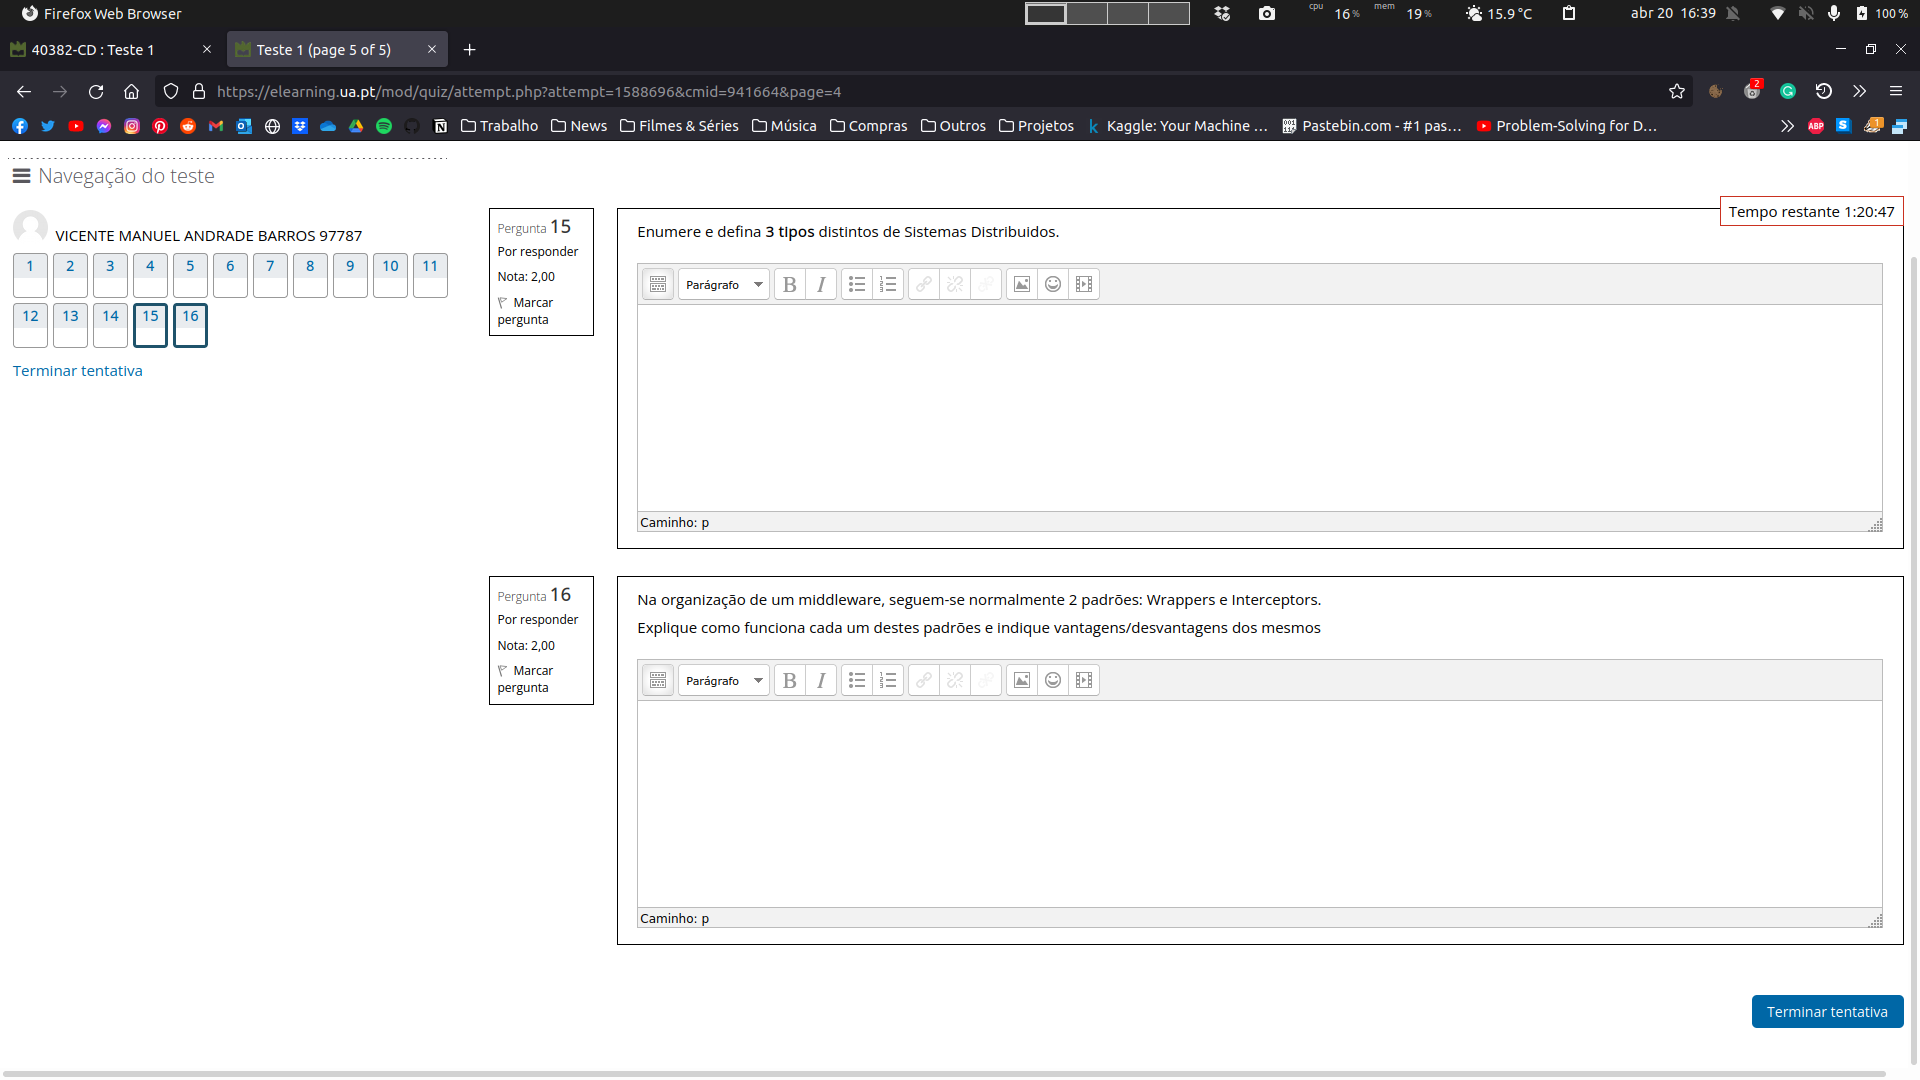 Firefox Web Browser
cpu 16% mem 19% 15.9 °C abr 20 16:39 100%
40382-CD : Teste 1
Teste 1 (page 5 of 5)
https://elearning.ua.pt/mod/quiz/attempt.php?attempt=1588696&cmid=941664&page=4
2
Trabalho News Filmes & Séries Música Compras Outros Projetos Kaggle: Your Machine ... Pastebin.com - #1 pas... Problem-Solving for D...
ABP S 1
Navegação do teste
VICENTE MANUEL ANDRADE BARROS 97787
1 2 3 4 5 6 7 8 9 10 11
12 13 14 15 16
Terminar tentativa
Tempo restante 1:20:47
Pergunta 15
Por responder
Nota: 2,00
Marcar
pergunta
Enumere e defina 3 tipos distintos de Sistemas Distribuidos.
Parágrafo B I
Caminho: p
Pergunta 16
Por responder
Nota: 2,00
Marcar
pergunta
Na organização de um middleware, seguem-se normalmente 2 padrões: Wrappers e Interceptors.
Explique como funciona cada um destes padrões e indique vantagens/desvantagens dos mesmos
Parágrafo B I
Caminho: p
Terminar tentativa